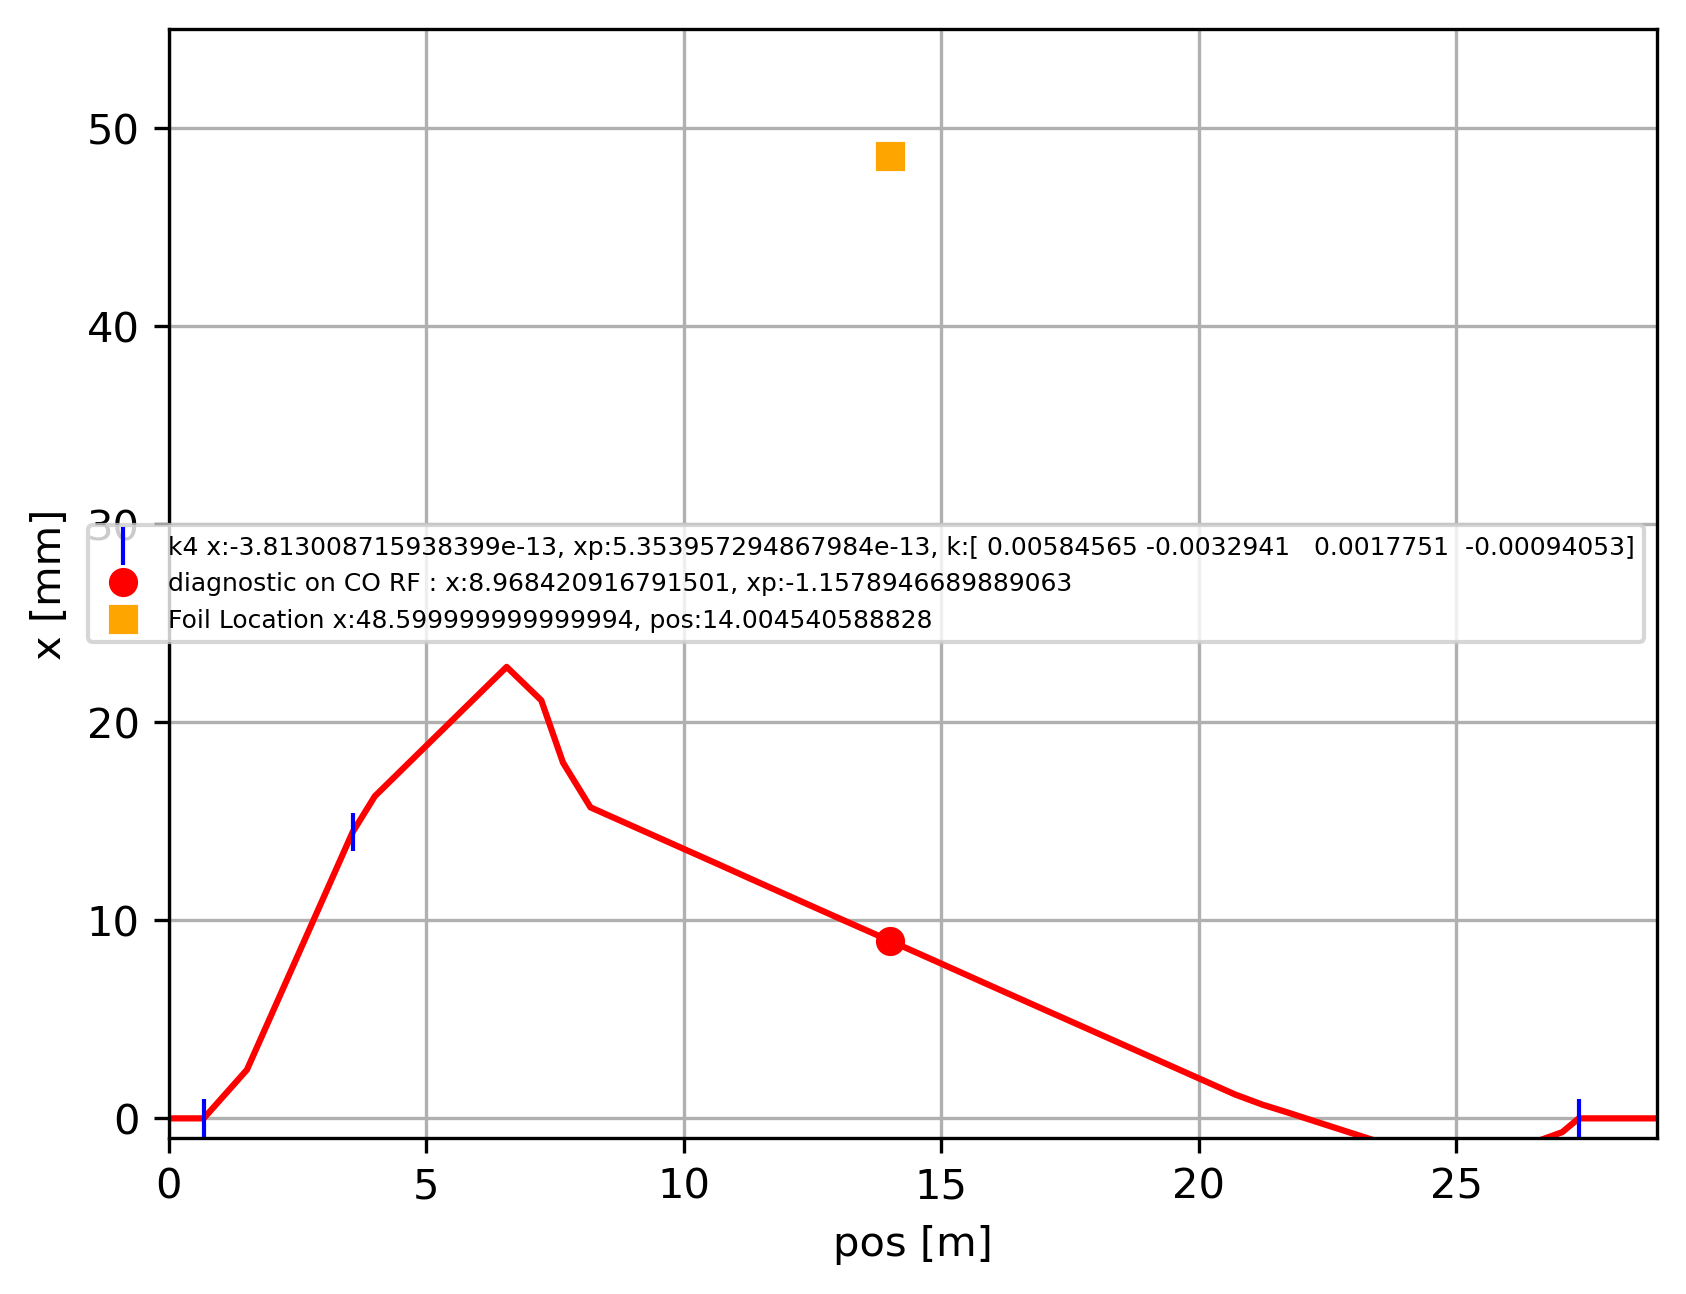 50
40
30
x [mm]
k4 x:-3.813008715938399e-13, xp:5.353957294867984e-13, k:[ 0.00584565 -0.0032941 0.0017751 -0.00094053]
diagnostic on CO RF : x:8.968420916791501, xp:-1.1578946689889063
Foil Location x:48.599999999999994, pos:14.004540588828
20
10
0
0 5 10 15 20 25
pos [m]